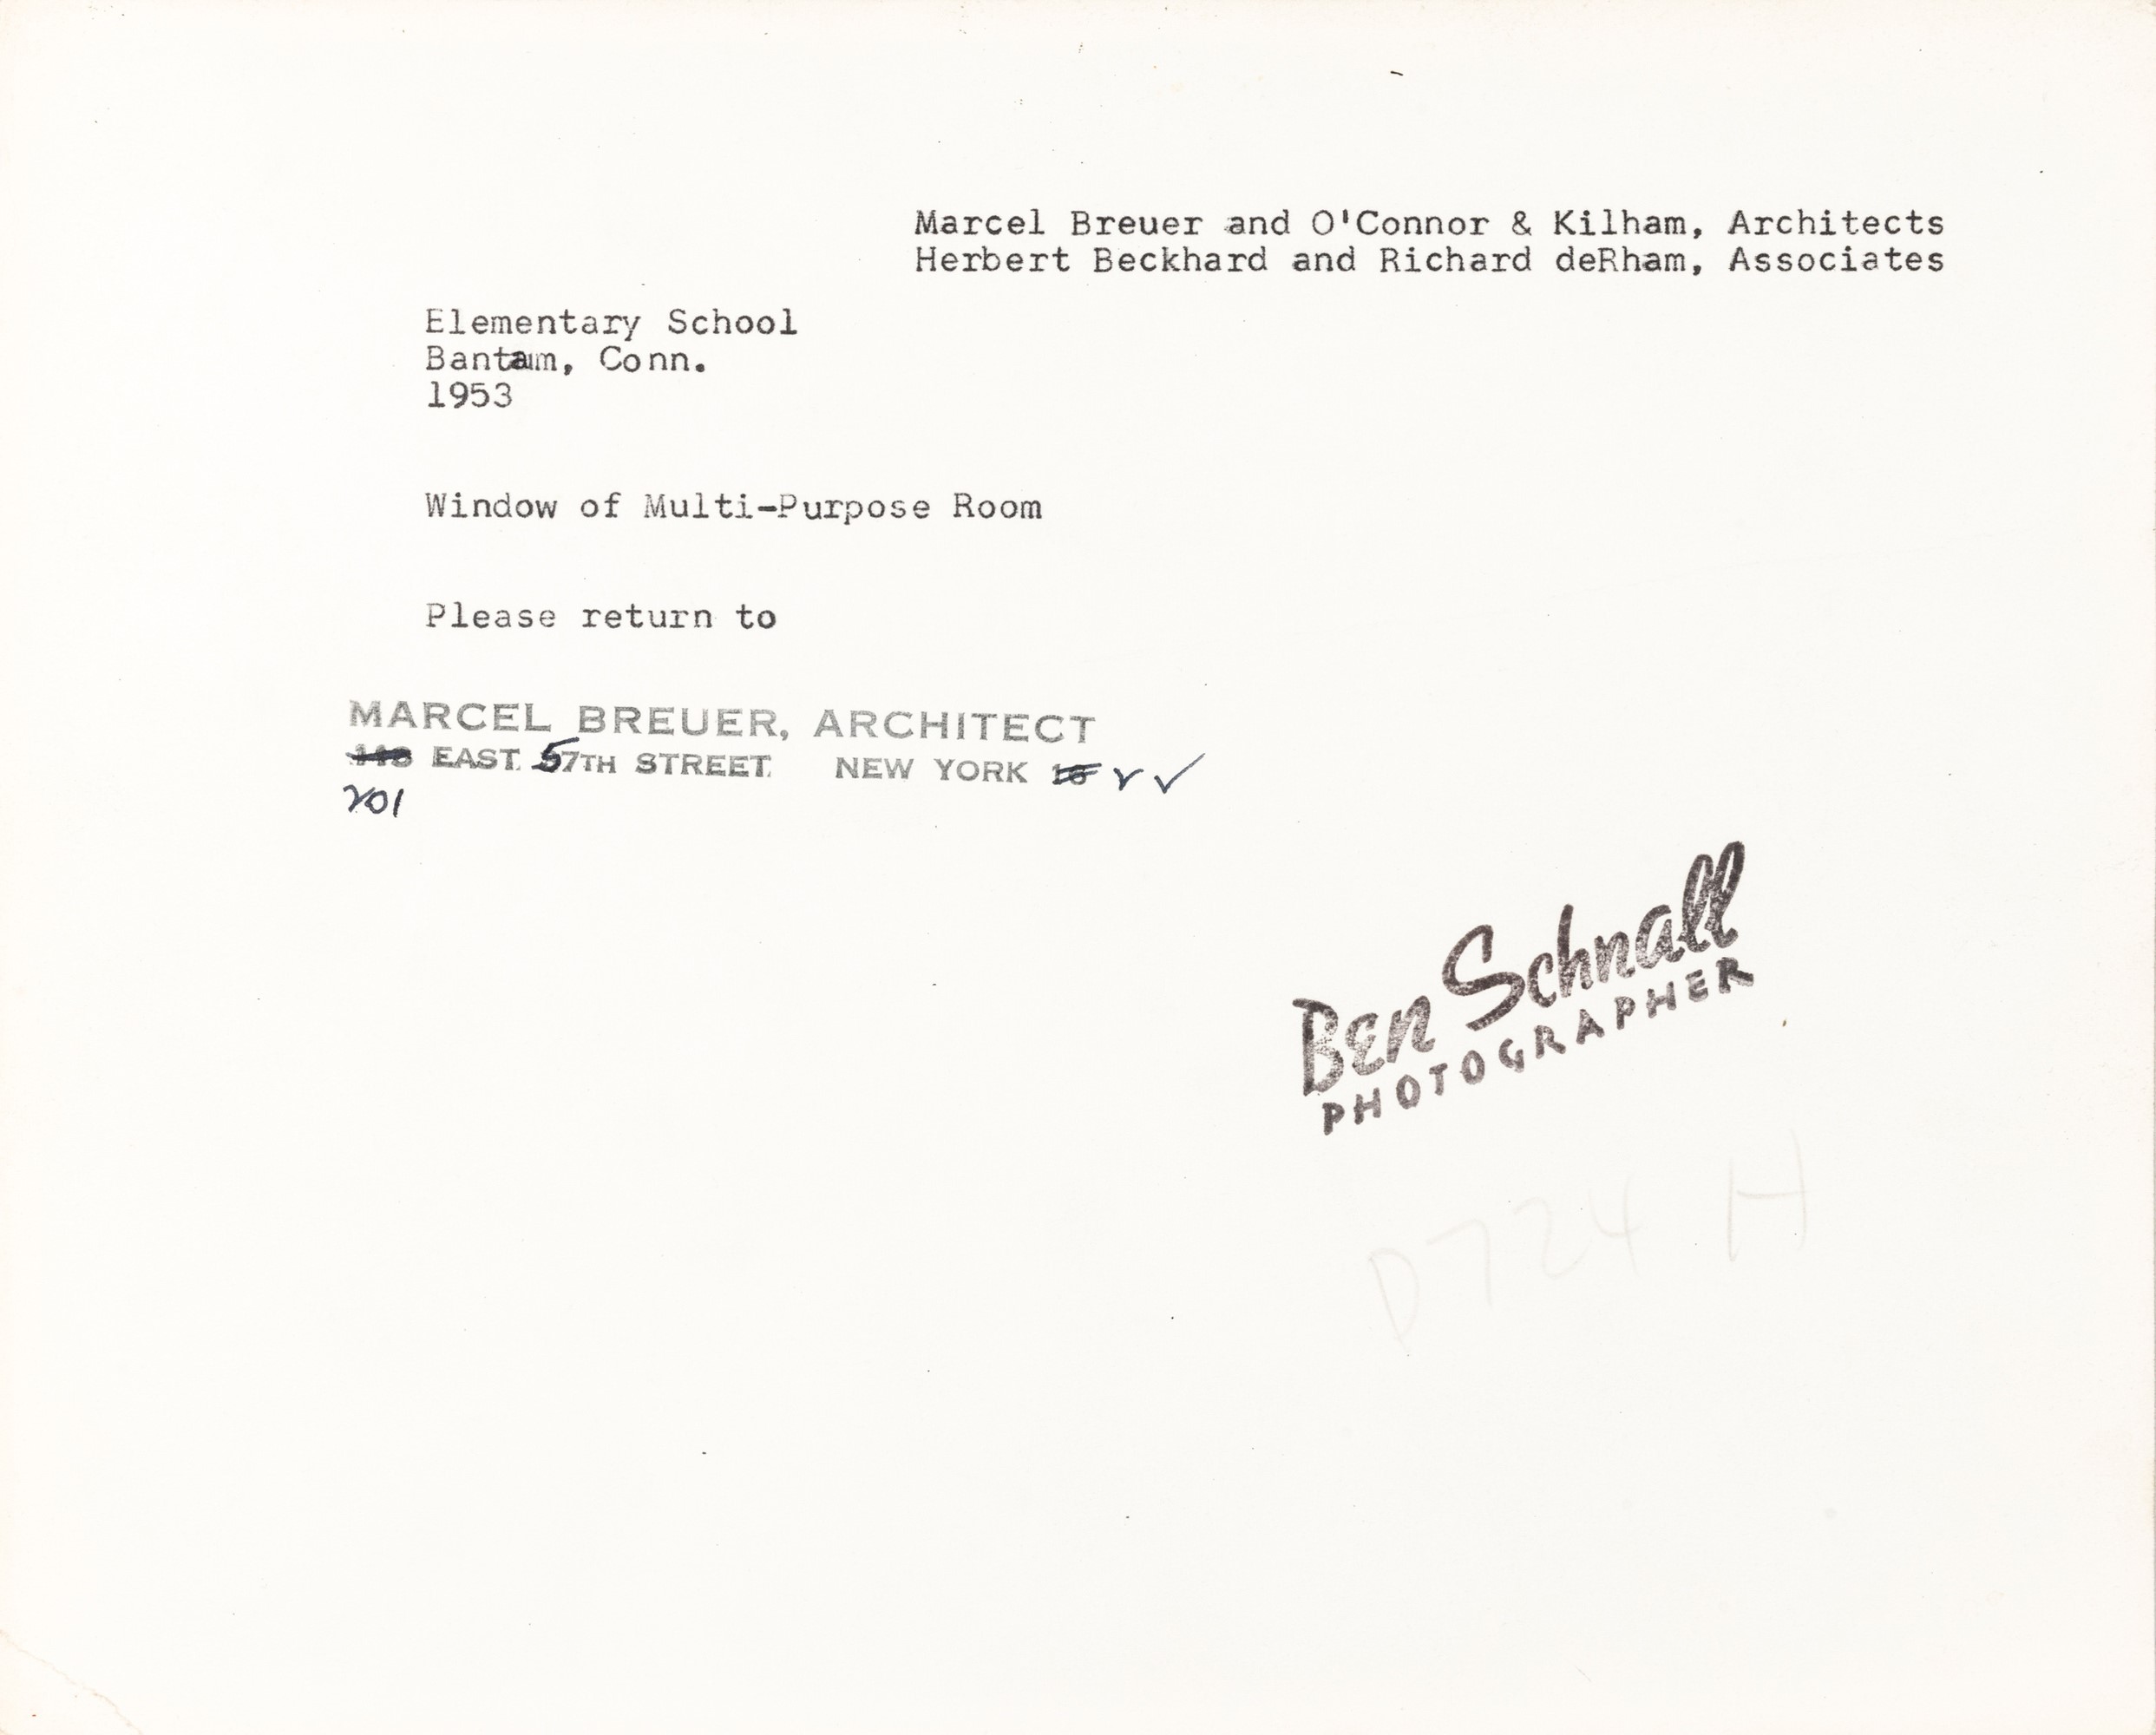 Marcel Breuer and O'Connor & Kilham, Architects
Herbert Beckhard and Richard deRham, Associates
Elementary School
Bantam, Conn.
1953
Window of Multi-Purpose Room
Please return to
MARCEL BREUER, ARCHITECT
EAST 57TH STREET NEW YORK
201
Ben Schnall
PHOTOGRAPHER
D724 H